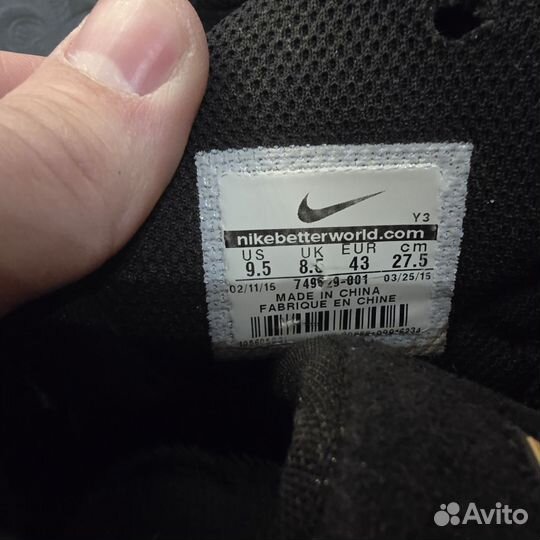 Y3
nikebetterworld.com
US UK EUR cm
9.5 43 27.5
02/11/15 03/25/15
MADE IN CHINA
FABRIQUE EN CHINE
Avito